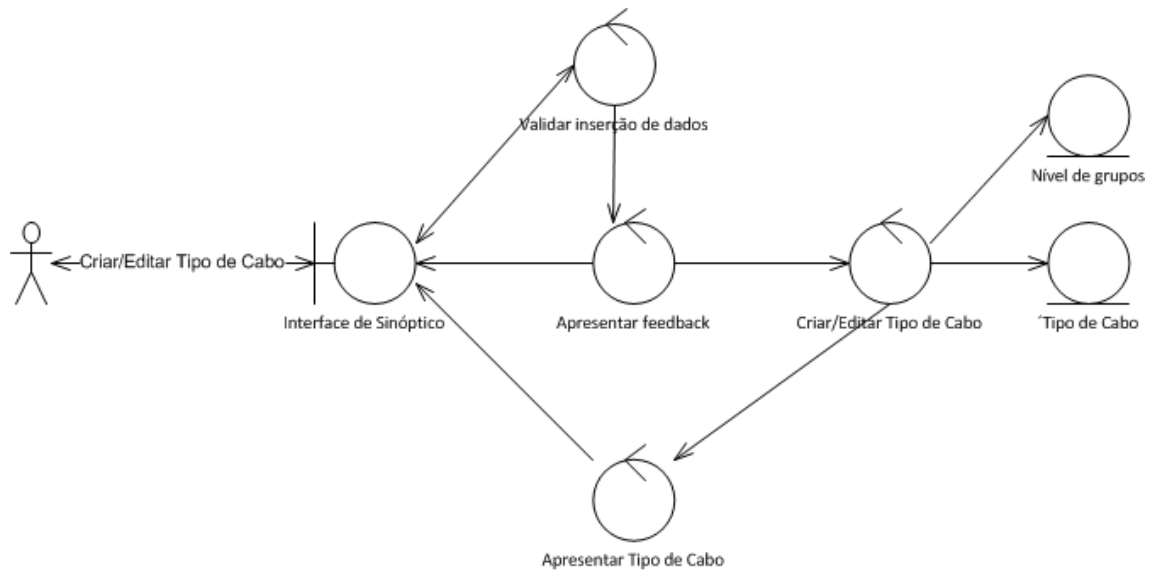 Validar inserção de dados
Nível de grupos
Criar/Editar Tipo de Cabo
Interface de Sinóptico
Apresentar feedback
Criar/Editar Tipo de Cabo
´Tipo de Cabo
Apresentar Tipo de Cabo